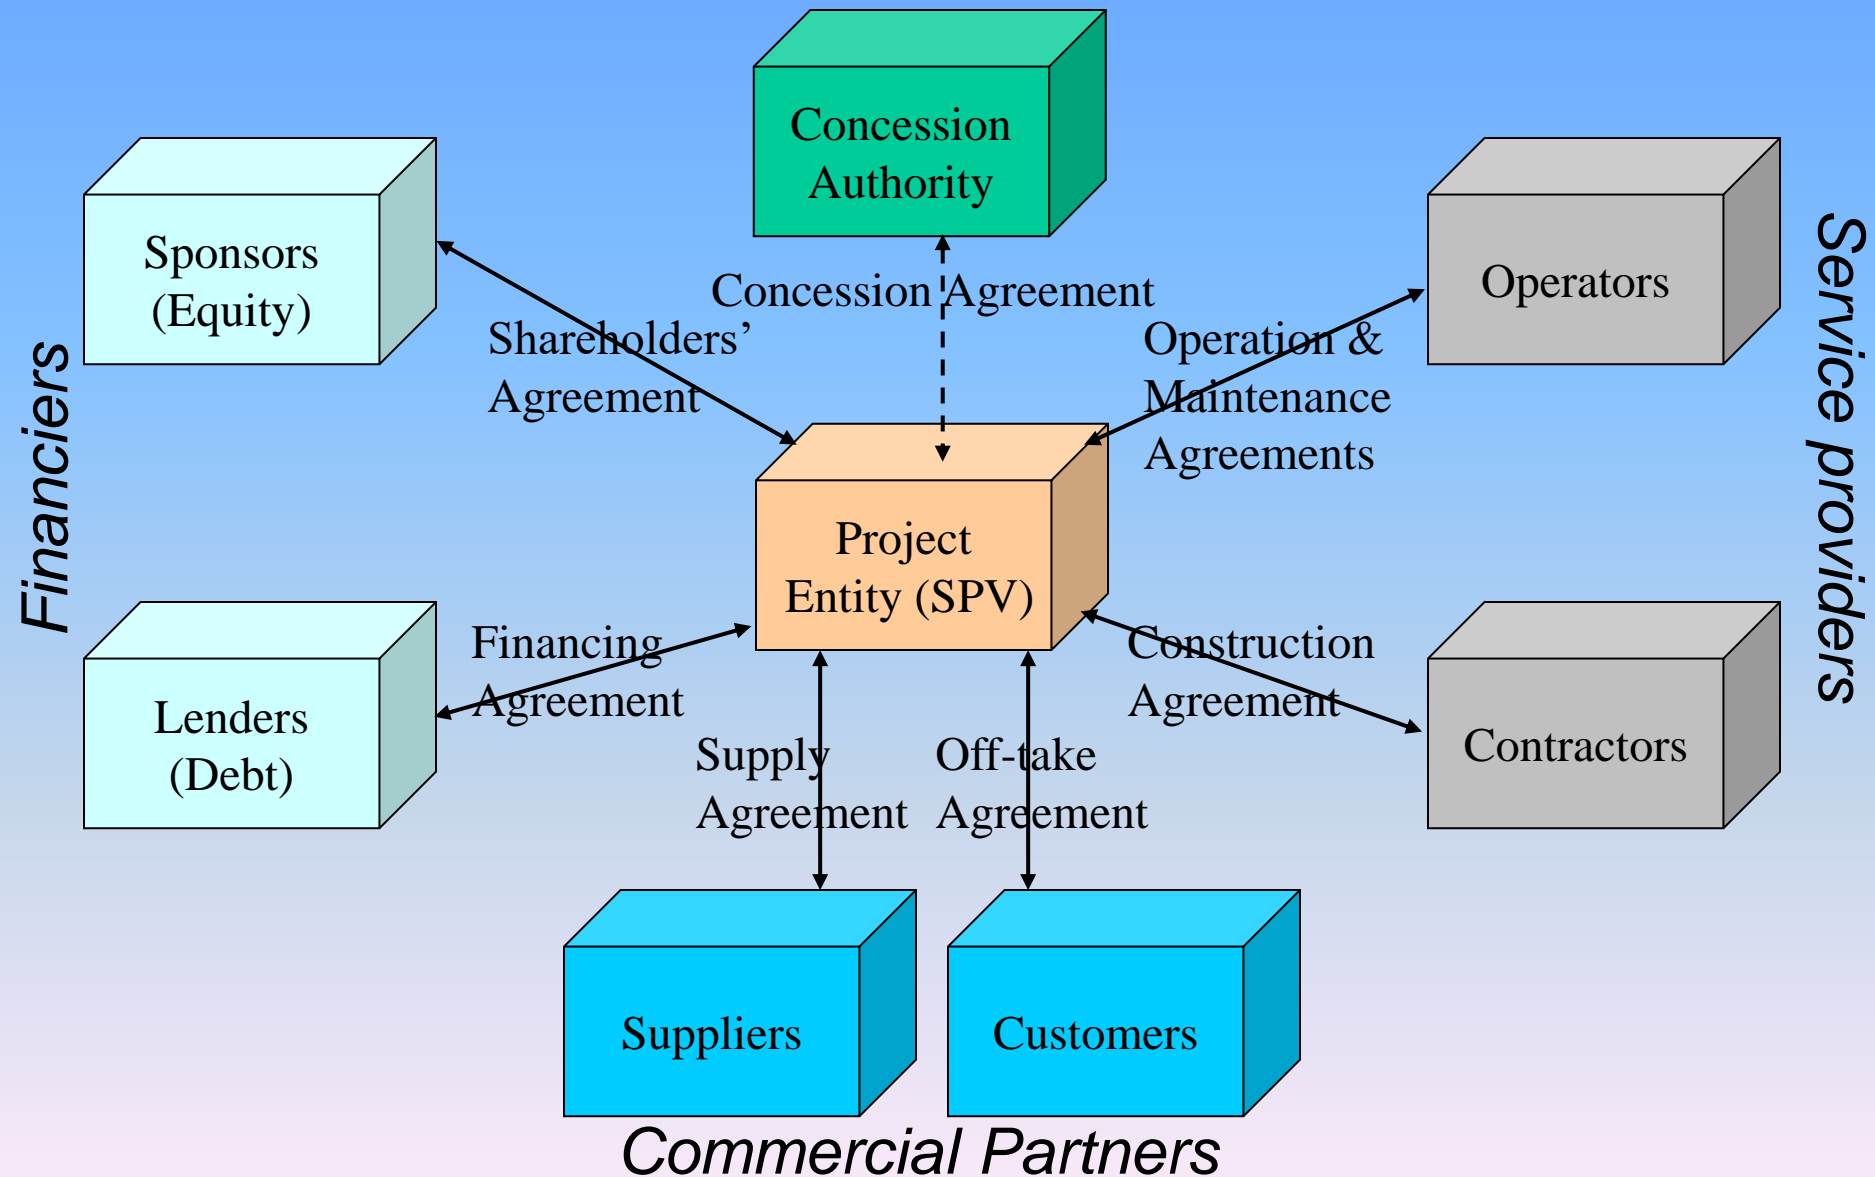 Concession
Authority
Sponsors
(Equity)
Operators
Concession Agreement
Shareholders’
Agreement
Operation &
Maintenance
Agreements
Financiers
Service providers
Project
Entity (SPV)
Financing
Agreement
Construction
Agreement
Lenders
(Debt)
Contractors
Supply
Agreement
Off-take
Agreement
Suppliers
Customers
Commercial Partners